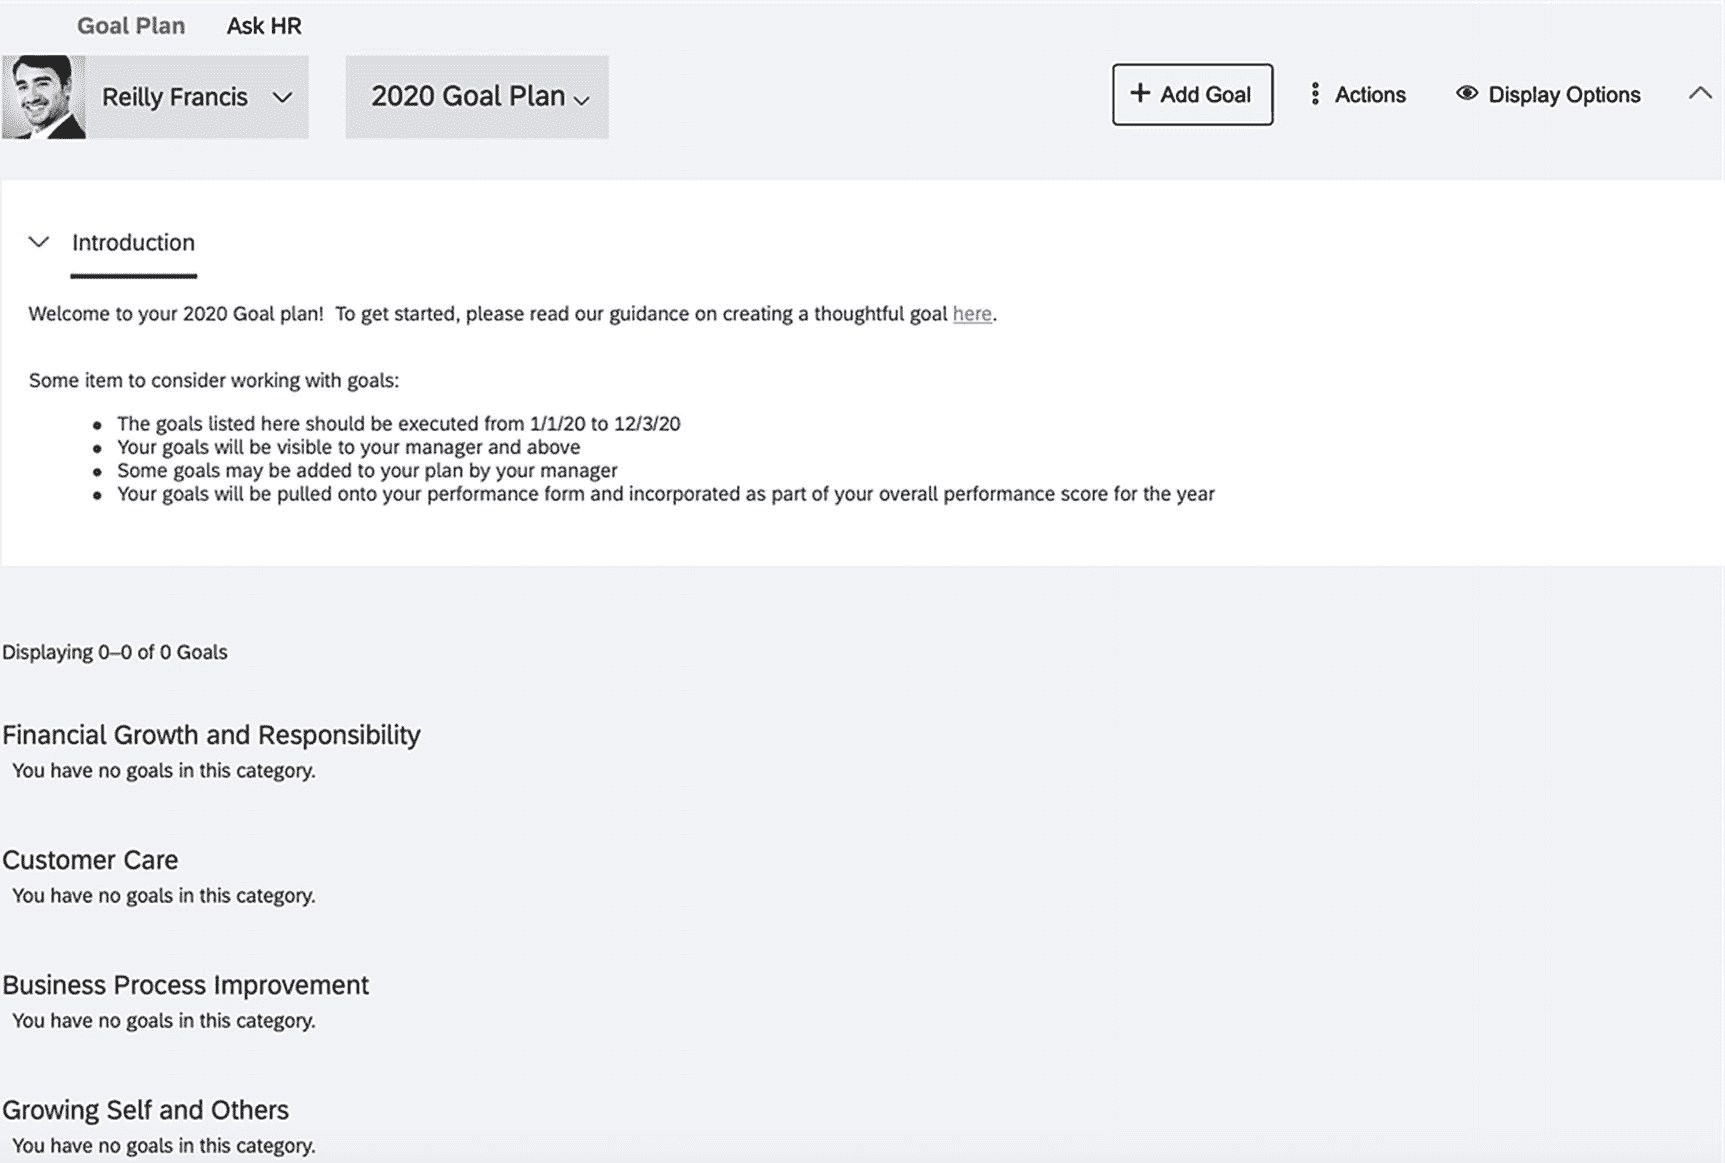 Goal Plan Ask HR
Reilly Francis 2020 Goal Plan + Add Goal Actions Display Options
Introduction
Welcome to your 2020 Goal plan! To get started, please read our guidance on creating a thoughtful goal here.
Some item to consider working with goals:
• The goals listed here should be executed from 1/1/20 to 12/3/20
• Your goals will be visible to your manager and above
• Some goals may be added to your plan by your manager
• Your goals will be pulled onto your performance form and incorporated as part of your overall performance score for the year
Displaying 0–0 of 0 Goals
Financial Growth and Responsibility
You have no goals in this category.
Customer Care
You have no goals in this category.
Business Process Improvement
You have no goals in this category.
Growing Self and Others
You have no goals in this category.